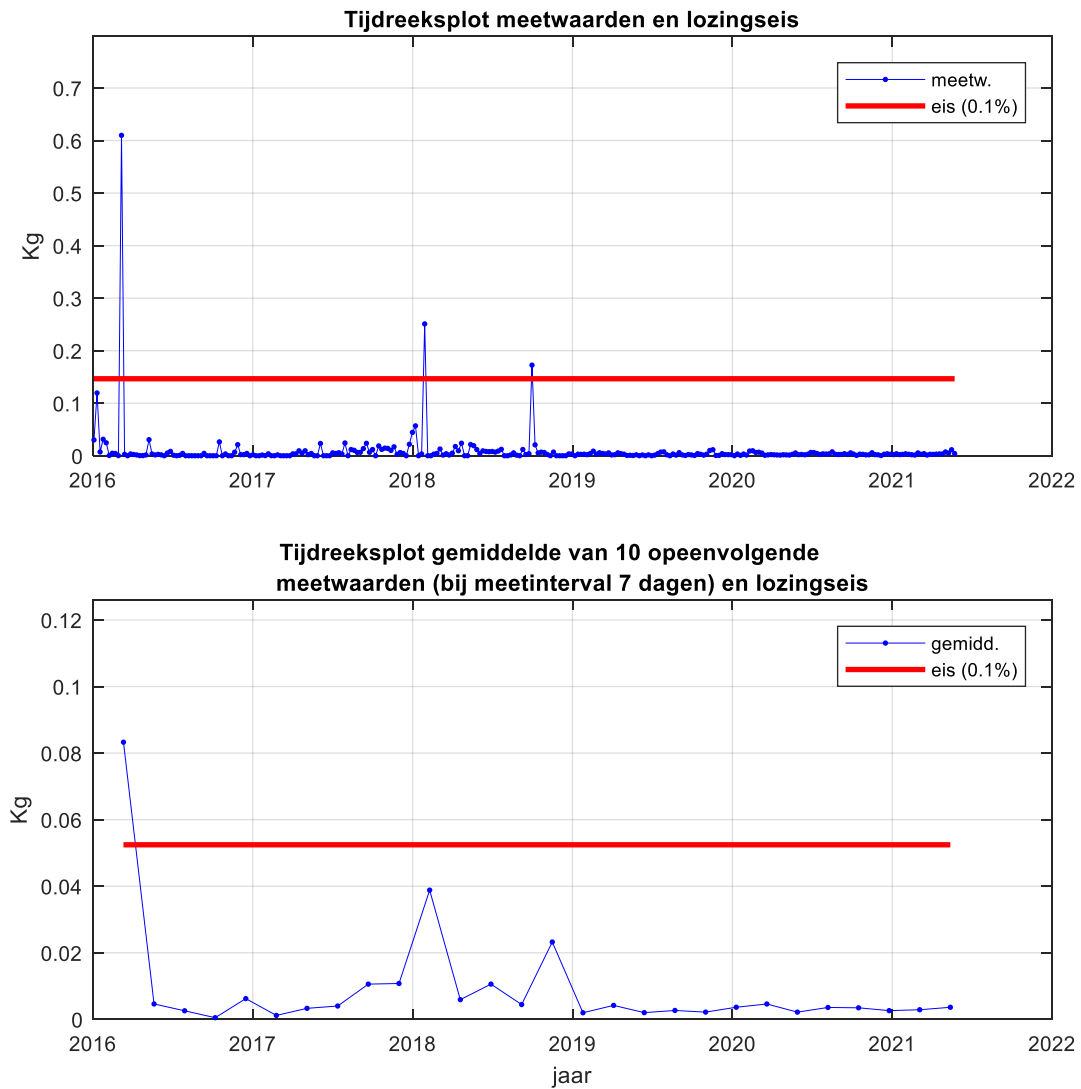 Tijdreeksplot meetwaarden en lozingseis
meetw.
eis (0.1%)
Kg
0.7
0.6
0.5
0.4
0.3
0.2
0.1
0
2016 2017 2018 2019 2020 2021 2022
Tijdreeksplot gemiddelde van 10 opeenvolgende
meetwaarden (bij meetinterval 7 dagen) en lozingseis
gemidd.
eis (0.1%)
Kg
0.12
0.1
0.08
0.06
0.04
0.02
0
2016 2017 2018 2019 2020 2021 2022
jaar